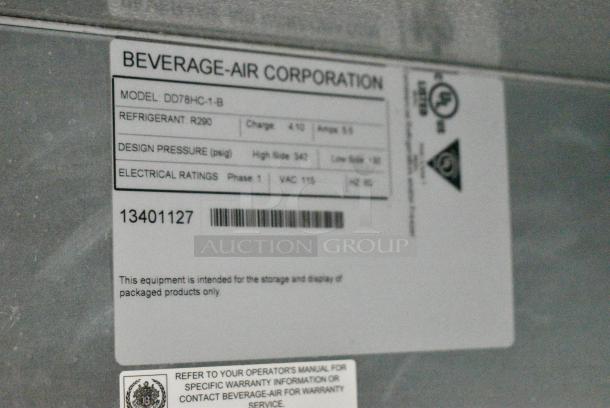 BEVERAGE-AIR CORPORATION
MODEL: DD78HC-1-B
REFRIGERANT: R290 Charge: 4.10 Amps: 5.5
DESIGN PRESSURE (psig) High Side: 347 Low Side:
ELECTRICAL RATINGS Phase: 1 VAC: 115 HZ: 60
13401127
PCI
AUCTION GROUP
LISTED
This equipment is intended for the storage and display of
packaged products only.
REFER TO YOUR OPERATOR'S MANUAL FOR
SPECIFIC WARRANTY INFORMATION OR
CONTACT BEVERAGE-AIR FOR WARRANTY
SERVICE.